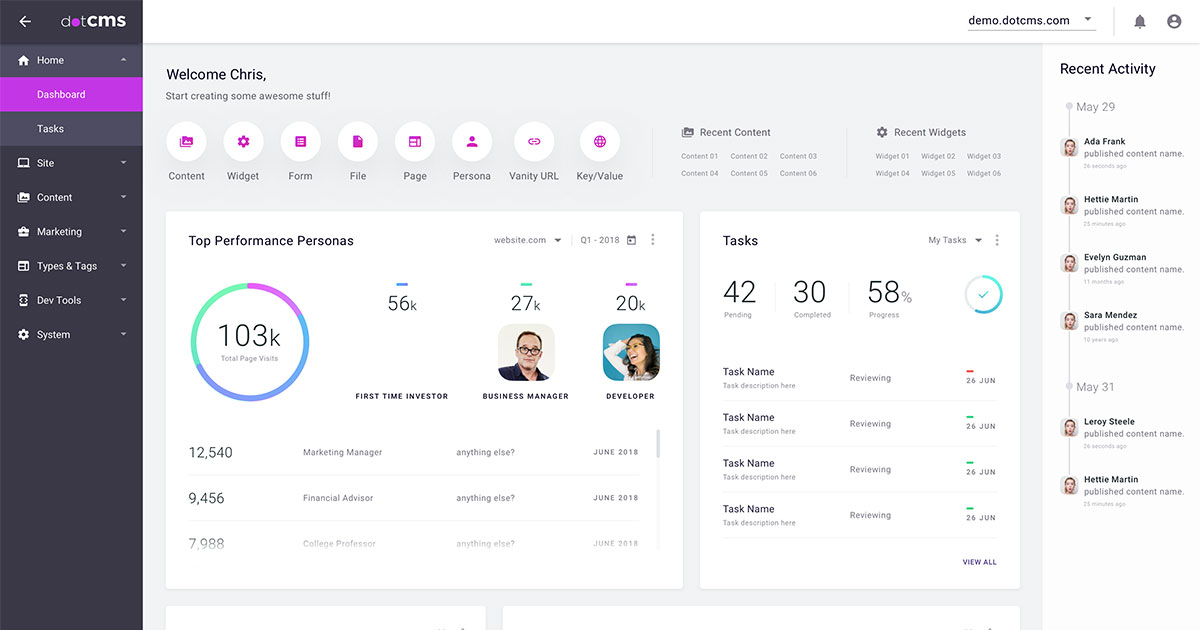 dotCMS
demo.dotcms.com
Home
Dashboard
Tasks
Site
Content
Marketing
Types & Tags
Dev Tools
System
Welcome Chris,
Start creating some awesome stuff!
Content
Widget
Form
File
Page
Persona
Vanity URL
Key/Value
Recent Content
Content 01 Content 02 Content 03
Content 04 Content 05 Content 06
Recent Widgets
Widget 01 Widget 02 Widget 03
Widget 04 Widget 05 Widget 06
Top Performance Personas
website.com
Q1 - 2018
103k
Total Page Visits
56k
FIRST TIME INVESTOR
27k
BUSINESS MANAGER
20k
DEVELOPER
12,540 Marketing Manager anything else? JUNE 2018
9,456 Financial Advisor anything else? JUNE 2018
7,988 College Professor anything else? JUNE 2018
Tasks
My Tasks
42
Pending
30
Completed
58%
Progress
Task Name
Task description here
Reviewing
26 JUN
Task Name
Task description here
Reviewing
26 JUN
Task Name
Task description here
Reviewing
26 JUN
Task Name
Task description here
Reviewing
26 JUN
VIEW ALL
Recent Activity
May 29
Ada Frank
published content name.
26 seconds ago
Hettie Martin
published content name.
25 minutes ago
Evelyn Guzman
published content name.
11 months ago
Sara Mendez
published content name.
10 years ago
May 31
Leroy Steele
published content name.
26 seconds ago
Hettie Martin
published content name.
25 minutes ago